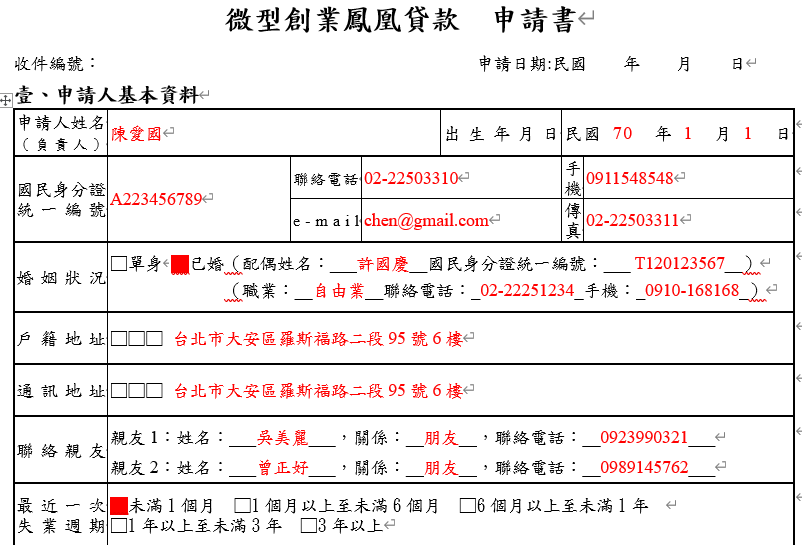 微型創業鳳凰貸款　申請書
收件編號：　申請日期:民國　年　月　日
壹、申請人基本資料
申請人姓名（負責人） 陳愛國 出生年月日 民國 70 年 1 月 1 日
國民身分證統一編號 A223456789 聯絡電話 02-22503310 手機 0911548548
e-mail chen@gmail.com 傳真 02-22503311
婚姻狀況 □單身 ■已婚（配偶姓名：___許國慶__國民身分證統一編號：___ T120123567__）
（職業：__自由業__聯絡電話：_02-22251234_手機：_0910-168168_）
戶籍地址 □□□ 台北市大安區羅斯福路二段 95 號 6 樓
通訊地址 □□□ 台北市大安區羅斯福路二段 95 號 6 樓
聯絡親友 親友 1：姓名：___吳美麗___，關係：__朋友__，聯絡電話：__0923990321___
親友 2：姓名：___曾正好___，關係：__朋友__，聯絡電話：__0989145762___
最近一次 ■未滿 1 個月　□1 個月以上至未滿 6 個月　□6 個月以上至未滿 1 年
失業週期 □1 年以上至未滿 3 年　□3 年以上